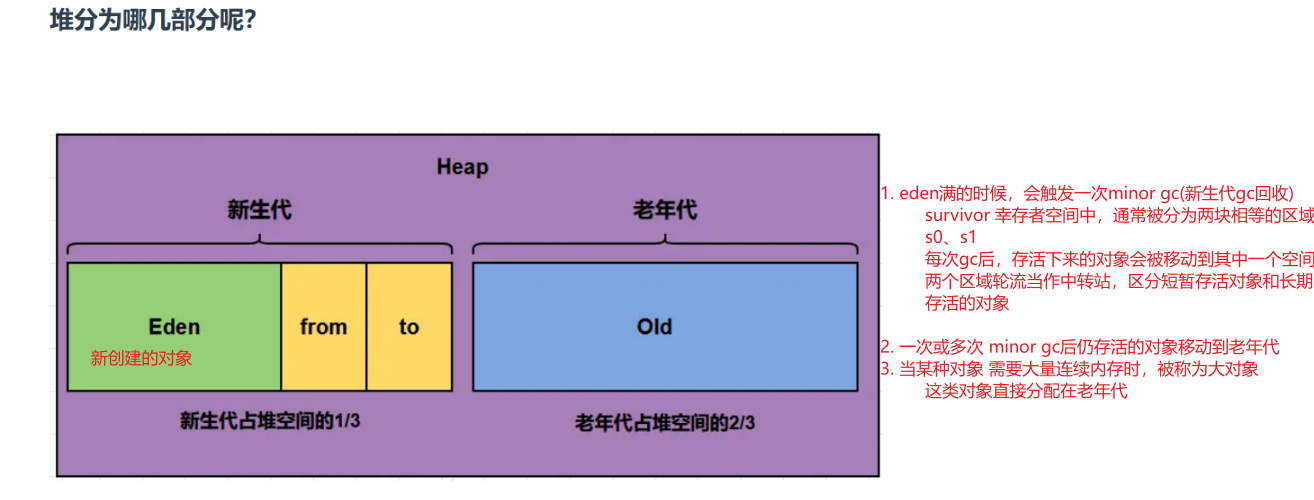 堆分为哪几部分呢?
Heap
新生代
老年代
Eden
from
to
Old
新创建的对象
新生代占堆空间的1/3
老年代占堆空间的2/3
1. eden满的时候，会触发一次minor gc(新生代gc回收)
survivor 幸存者空间中，通常被分为两块相等的区域
s0、s1
每次gc后，存活下来的对象会被移动到其中一个空间
两个区域轮流当作中转站，区分短暂存活对象和长期
存活的对象
2. 一次或多次 minor gc后仍存活的对象移动到老年代
3. 当某种对象 需要大量连续内存时，被称为大对象
这类对象直接分配在老年代